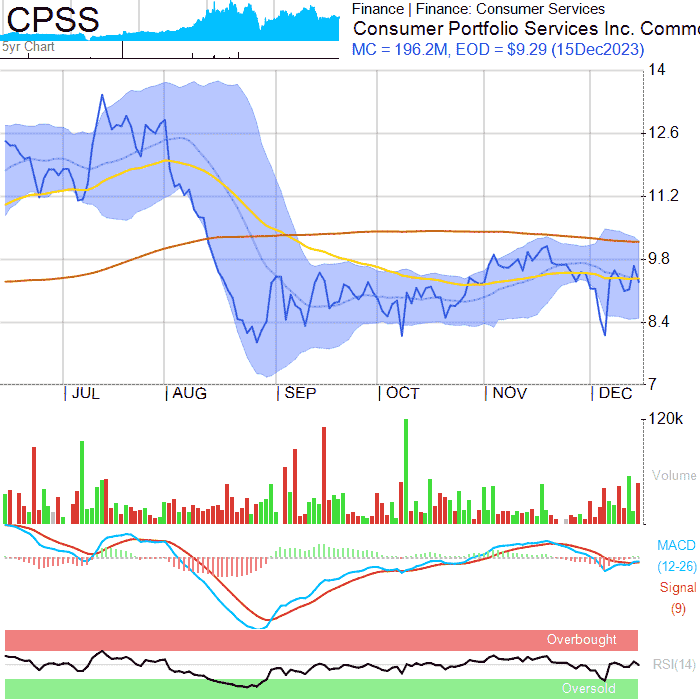 CPSS
5yr Chart
Finance | Finance: Consumer Services
Consumer Portfolio Services Inc. Commo
MC = 196.2M, EOD = $9.29 (15Dec2023)
14
12.6
11.2
9.8
8.4
7
| JUL | AUG | SEP | OCT | NOV | DEC
120k
Volume
MACD
(12-26)
Signal
(9)
Overbought
RSI(14)
Oversold